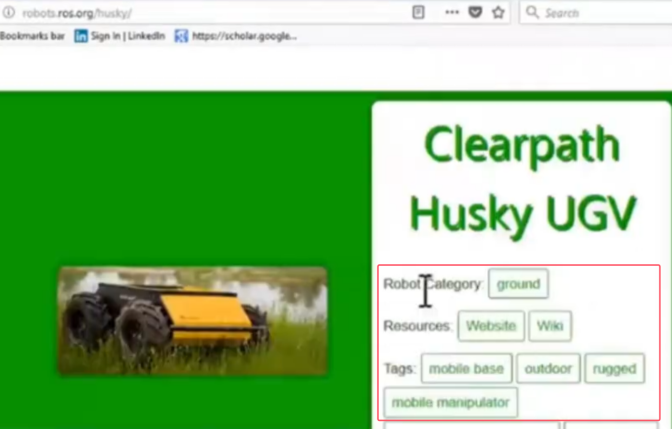 robots.ros.org/husky/
Search
Bookmarks bar
Sign In | LinkedIn
https://scholar.google...
Clearpath
Husky UGV
Robot Category: ground
Resources: Website Wiki
Tags: mobile base outdoor rugged
mobile manipulator